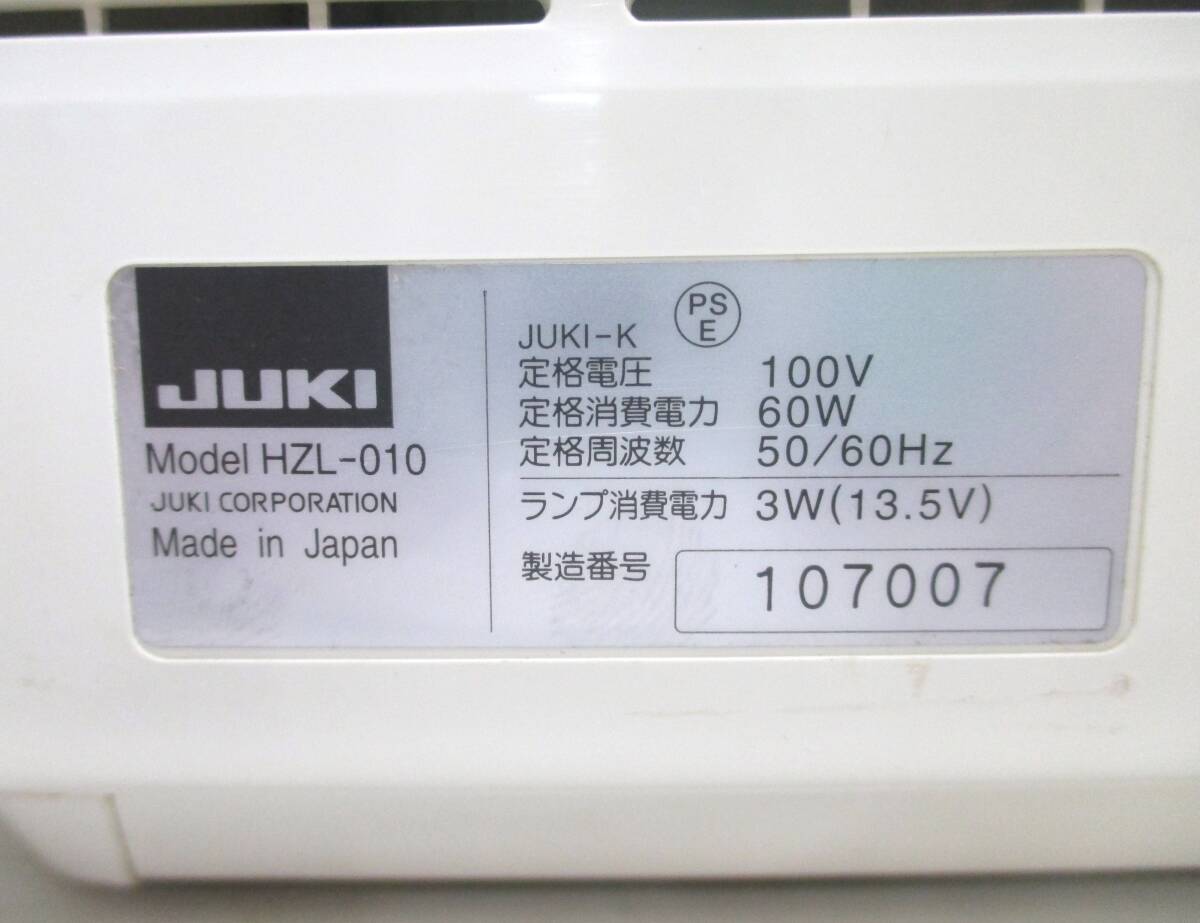 JUKI
Model HZL-010
JUKI CORPORATION
Made in Japan
PS
E
JUKI-K
定格電圧 100V
定格消費電力 60W
定格周波数 50/60Hz
ランプ消費電力 3W(13.5V)
製造番号 107007